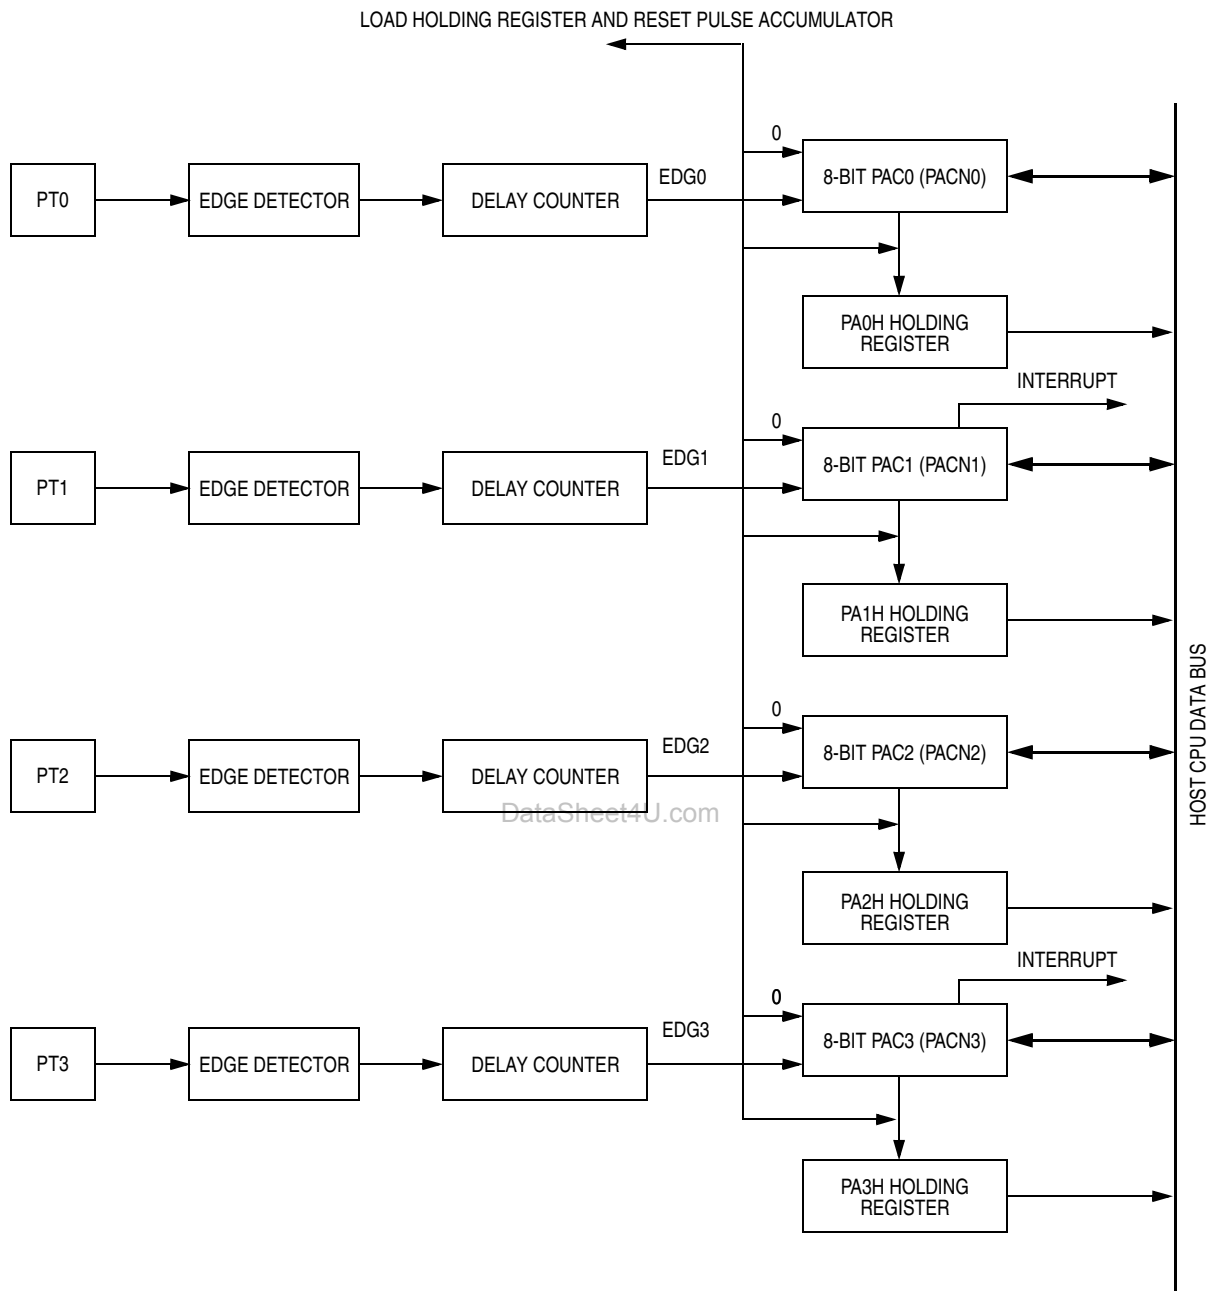 LOAD HOLDING REGISTER AND RESET PULSE ACCUMULATOR
0
PT0
EDGE DETECTOR
DELAY COUNTER
EDG0
8-BIT PAC0 (PACN0)
PA0H HOLDING
REGISTER
INTERRUPT
0
PT1
EDGE DETECTOR
DELAY COUNTER
EDG1
8-BIT PAC1 (PACN1)
PA1H HOLDING
REGISTER
HOST CPU DATA BUS
0
PT2
EDGE DETECTOR
DELAY COUNTER
EDG2
8-BIT PAC2 (PACN2)
DataSheet4U.com
PA2H HOLDING
REGISTER
INTERRUPT
0
PT3
EDGE DETECTOR
DELAY COUNTER
EDG3
8-BIT PAC3 (PACN3)
PA3H HOLDING
REGISTER